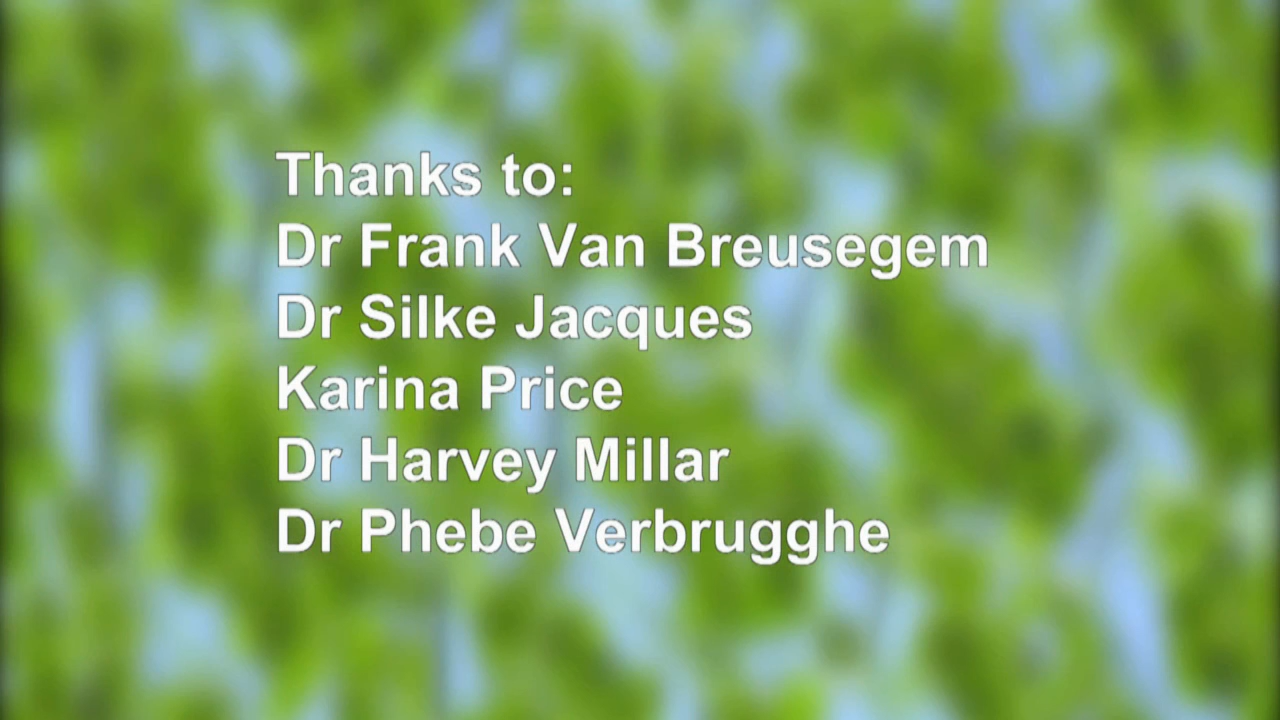 Thanks to:
Dr Frank Van Breusegem
Dr Silke Jacques
Karina Price
Dr Harvey Millar
Dr Phebe Verbrugghe